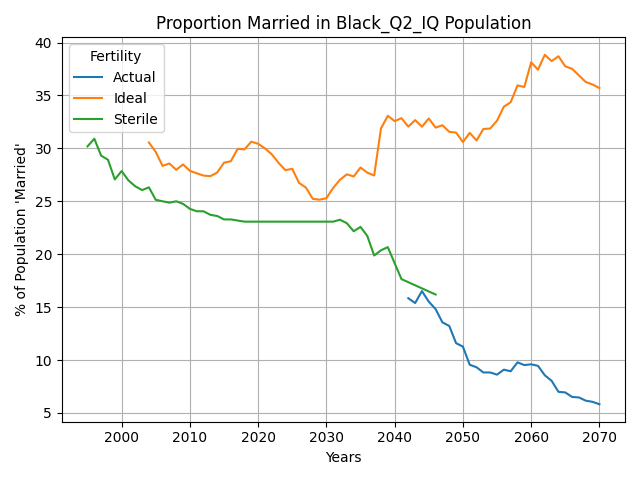 Proportion Married in Black_Q2_IQ Population
% of Population 'Married'
40
35
30
25
20
15
10
5
Fertility
Actual
Ideal
Sterile
2000 2010 2020 2030 2040 2050 2060 2070
Years